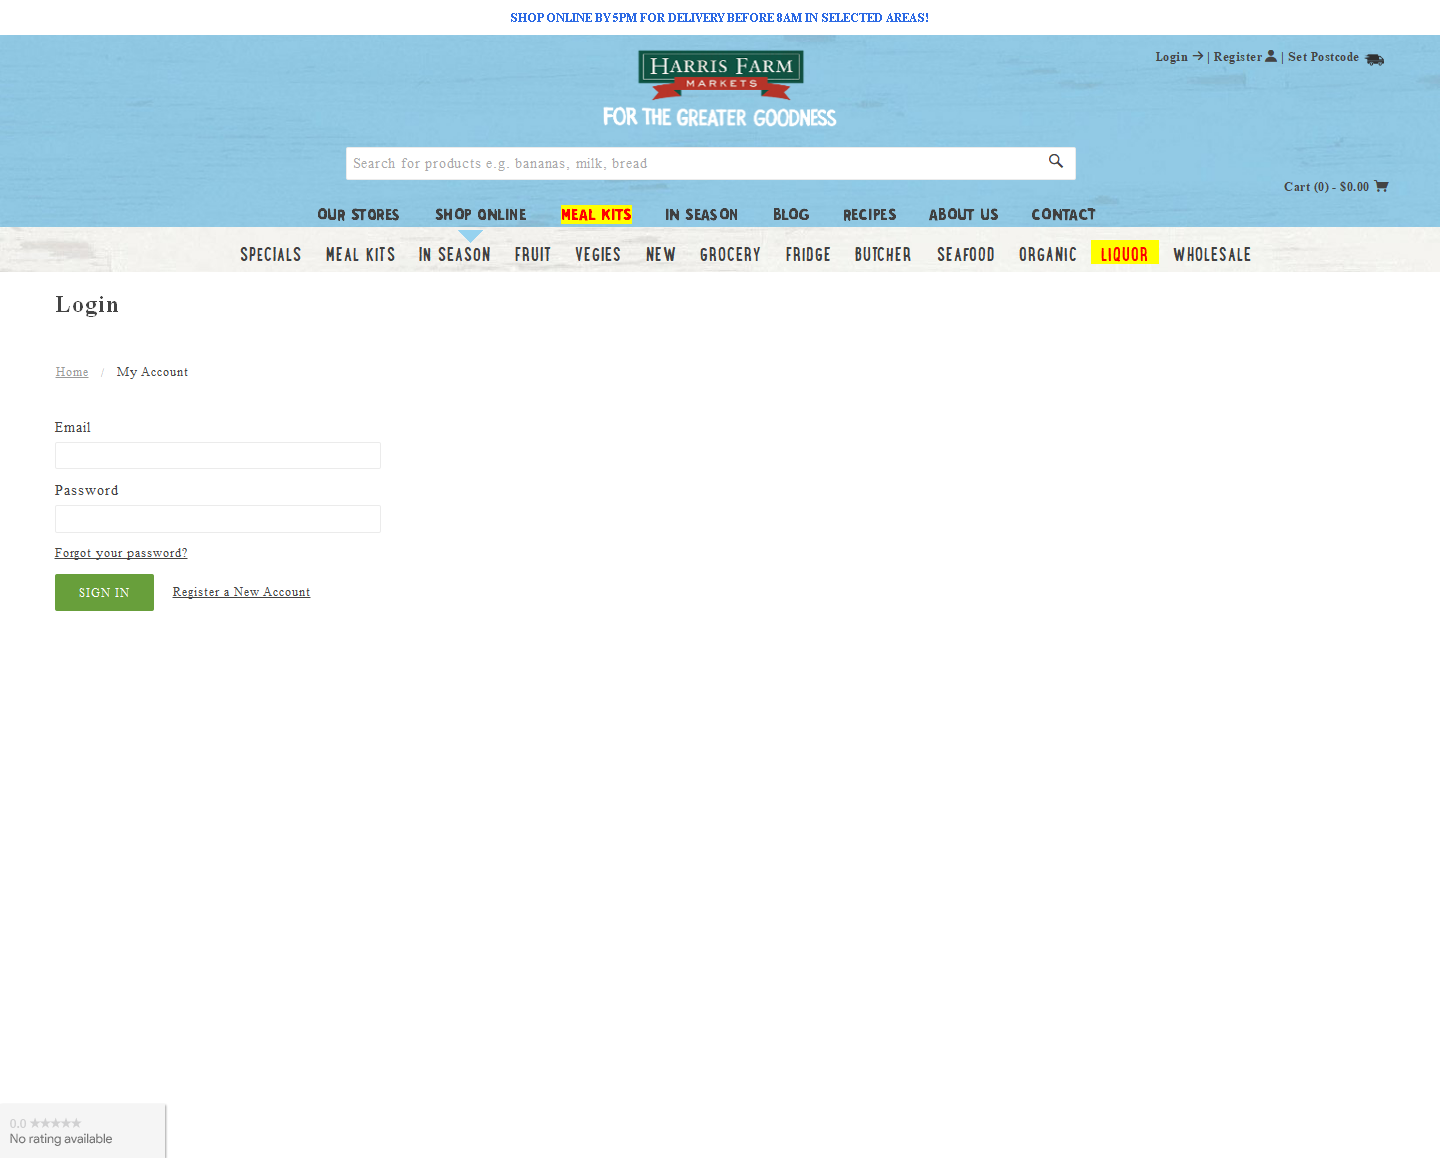 SHOP ONLINE BY 5PM FOR DELIVERY BEFORE 8AM IN SELECTED AREAS!
Login | Register | Set Postcode
HARRIS FARM
MARKETS
FOR THE GREATER GOODNESS
Search for products e.g. bananas, milk, bread
Cart (0) - $0.00
OUR STORES SHOP ONLINE MEAL KITS IN SEASON BLOG RECIPES ABOUT US CONTACT
SPECIALS MEAL KITS IN SEASON FRUIT VEGIES NEW GROCERY FRIDGE BUTCHER SEAFOOD ORGANIC LIQUOR WHOLESALE
Login
Home / My Account
Email
Password
Forgot your password?
SIGN IN Register a New Account
0.0 ★★★★★
No rating available